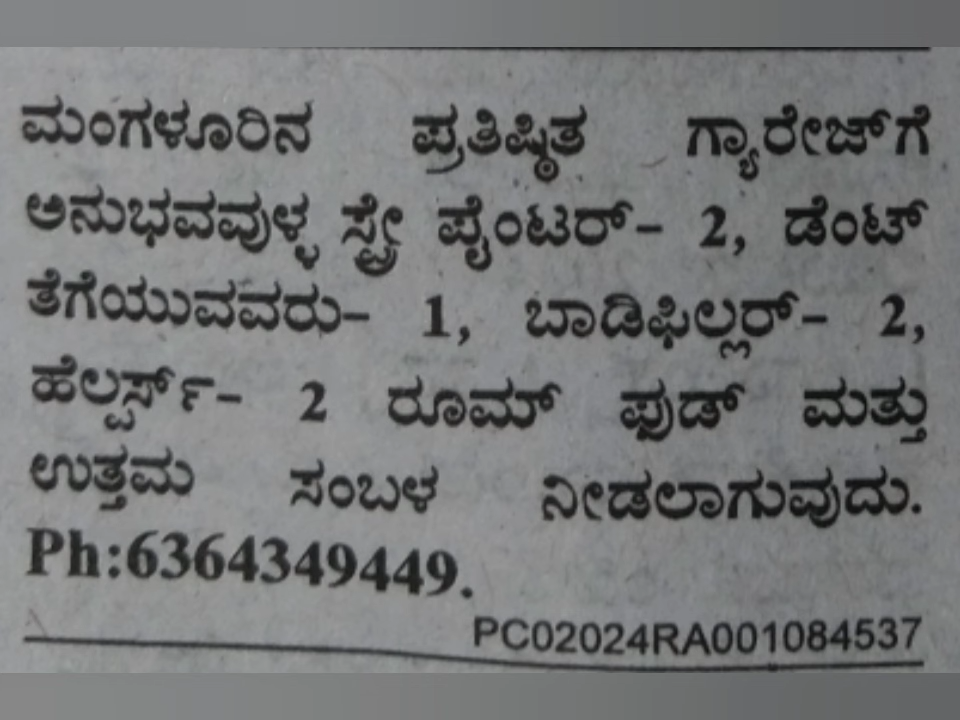 ಮಂಗಳೂರಿನ ಪ್ರತಿಷ್ಠಿತ ಗ್ಯಾರೇಜ್‌ಗೆ
ಅನುಭವವುಳ್ಳ ಸ್ಪ್ರೇ ಪೈಂಟರ್- 2, ಡೆಂಟ್
ತೆಗೆಯುವವರು- 1, ಬಾಡಿಫಿಲ್ಲರ್- 2,
ಹೆಲ್ಪರ್ಸ್- 2 ರೂಮ್ ಫುಡ್ ಮತ್ತು
ಉತ್ತಮ ಸಂಬಳ ನೀಡಲಾಗುವುದು.
Ph:6364349449.
PC02024RA001084537